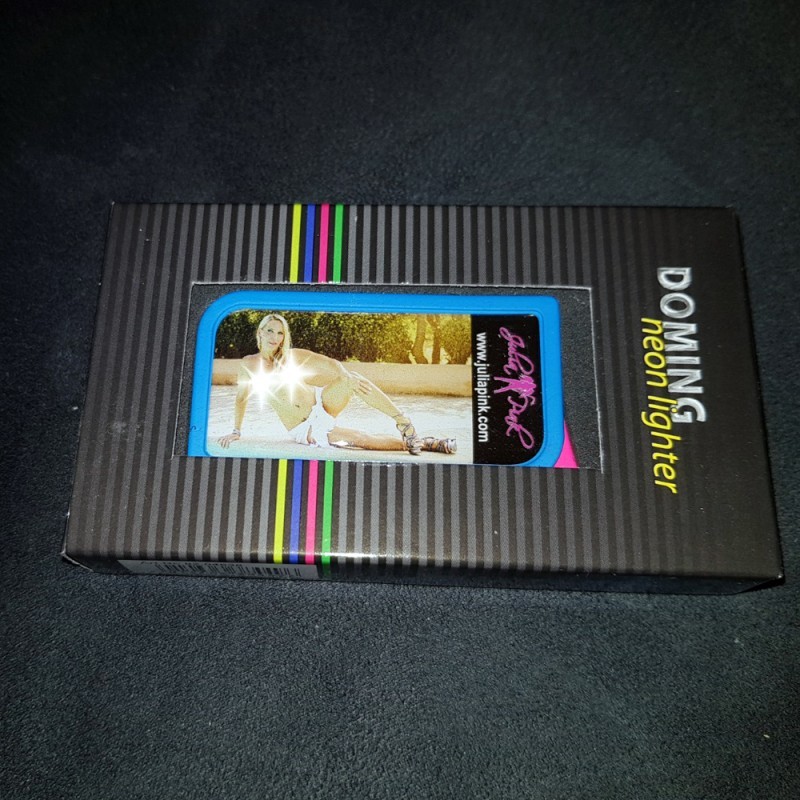 DOMING
neon lighter
Julia Pink
www.juliapink.com